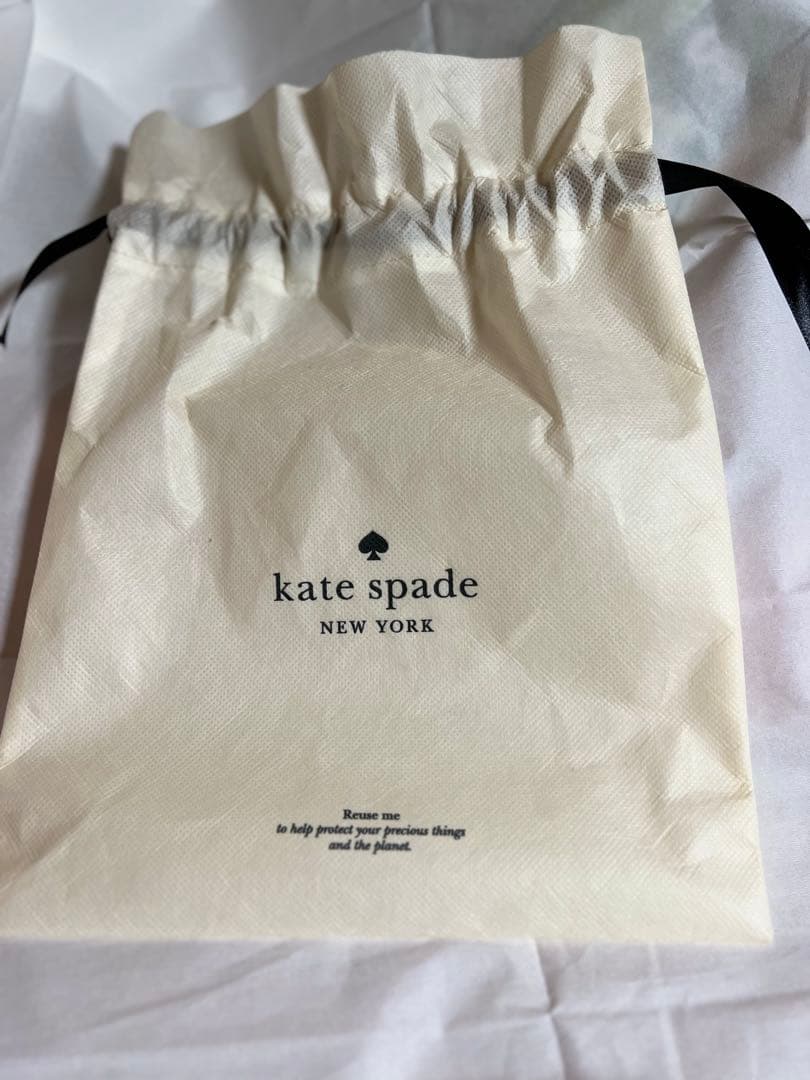 kate spade
NEW YORK
Reuse me
to help protect your precious things
and the planet.